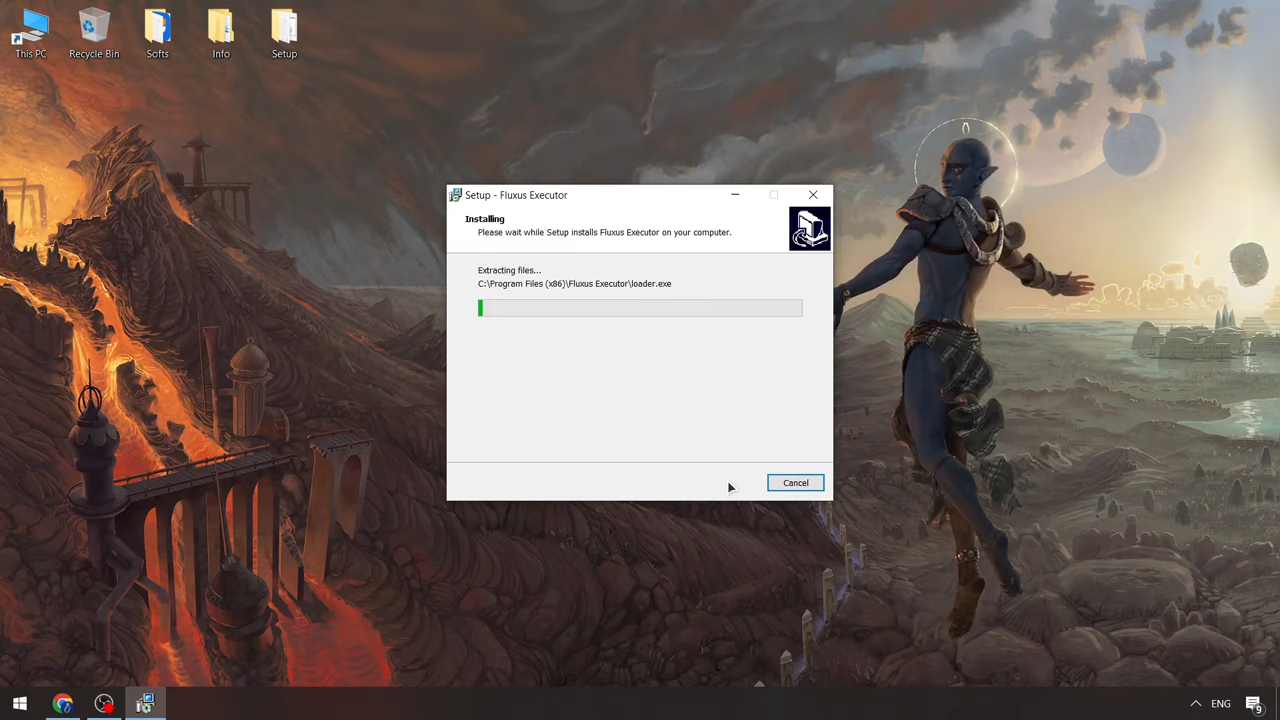 This PC
Recycle Bin
Softs
Info
Setup
Setup - Fluxus Executor
Installing
Please wait while Setup installs Fluxus Executor on your computer.
Extracting files...
C:\Program Files (x86)\Fluxus Executor\loader.exe
Cancel
ENG
9